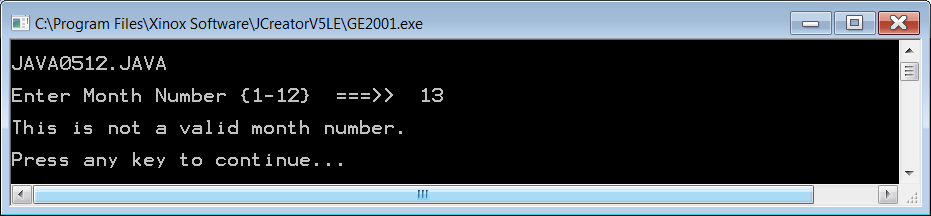 C:\Program Files\Xinox Software\JCreatorV5LE\GE2001.exe
JAVA0512.JAVA
Enter Month Number {1-12}  ===>>  13
This is not a valid month number.
Press any key to continue...